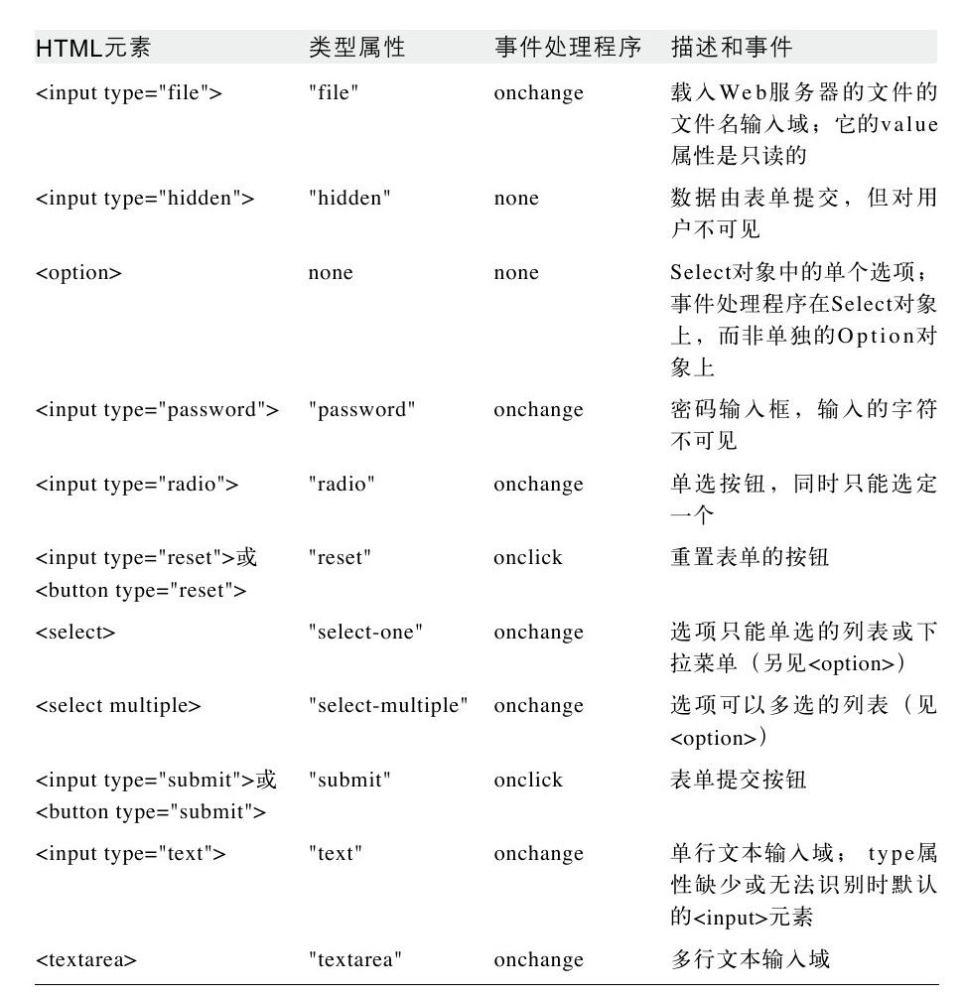 HTML元素 类型属性 事件处理程序 描述和事件
<input type="file"> "file" onchange 载入Web服务器的文件的
文件名输入域；它的value
属性是只读的
<input type="hidden"> "hidden" none 数据由表单提交，但对用
户不可见
<option> none none Select对象中的单个选项；
事件处理程序在Select对象
上，而非单独的Option对
象上
<input type="password"> "password" onchange 密码输入框，输入的字符
不可见
<input type="radio"> "radio" onchange 单选按钮，同时只能选定
一个
<input type="reset">或 "reset" onclick 重置表单的按钮
<button type="reset">
<select> "select-one" onchange 选项只能单选的列表或下
拉菜单（另见<option>）
<select multiple> "select-multiple" onchange 选项可以多选的列表（见
<option>）
<input type="submit">或 "submit" onclick 表单提交按钮
<button type="submit">
<input type="text"> "text" onchange 单行文本输入域； type属
性缺少或无法识别时默认
的<input>元素
<textarea> "textarea" onchange 多行文本输入域